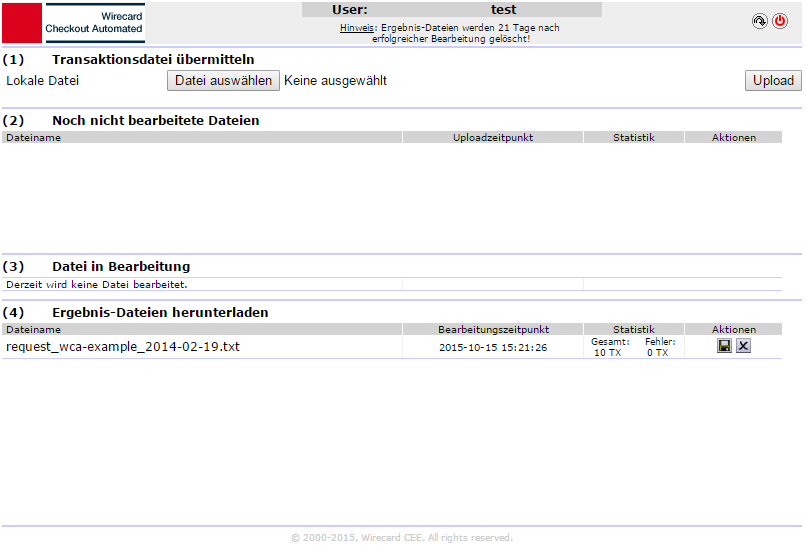 Wirecard
Checkout Automated
User: test
Hinweis: Ergebnis-Dateien werden 21 Tage nach
erfolgreicher Bearbeitung gelöscht!
(1) Transaktionsdatei übermitteln
Lokale Datei Datei auswählen Keine ausgewählt Upload
(2) Noch nicht bearbeitete Dateien
Dateiname Uploadzeitpunkt Statistik Aktionen
(3) Datei in Bearbeitung
Derzeit wird keine Datei bearbeitet.
(4) Ergebnis-Dateien herunterladen
Dateiname Bearbeitungszeitpunkt Statistik Aktionen
request_wca-example_2014-02-19.txt 2015-10-15 15:21:26 Gesamt: Fehler:
10 TX 0 TX
© 2000-2015, Wirecard CEE. All rights reserved.